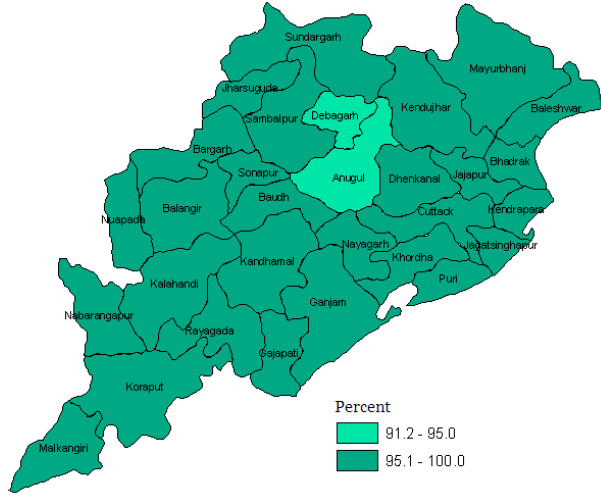 Sundargarh
Mayurbhanj
Jharsuguda
Kendujhar
Baleshwar
Debagarh
Sambalpur
Bargarh
Bhadrak
Sonapur
Anugul
Dhenkanal
Jajapur
Baudh
Balangir
Nuapada
Cuttack
Kendrapara
Nayagarh
Jagatsinghapur
Khordha
Kandhamal
Puri
Kalahandi
Ganjam
Nabarangapur
Rayagada
Gajapati
Koraput
Malkangiri
Percent
91.2 - 95.0
95.1 - 100.0